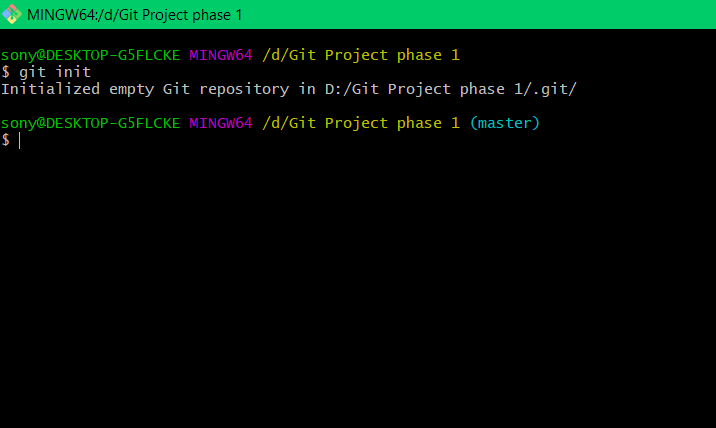 MINGW64:/d/Git Project phase 1
sony@DESKTOP-G5FLCKE MINGW64 /d/Git Project phase 1
$ git init
Initialized empty Git repository in D:/Git Project phase 1/.git/
sony@DESKTOP-G5FLCKE MINGW64 /d/Git Project phase 1 (master)
$